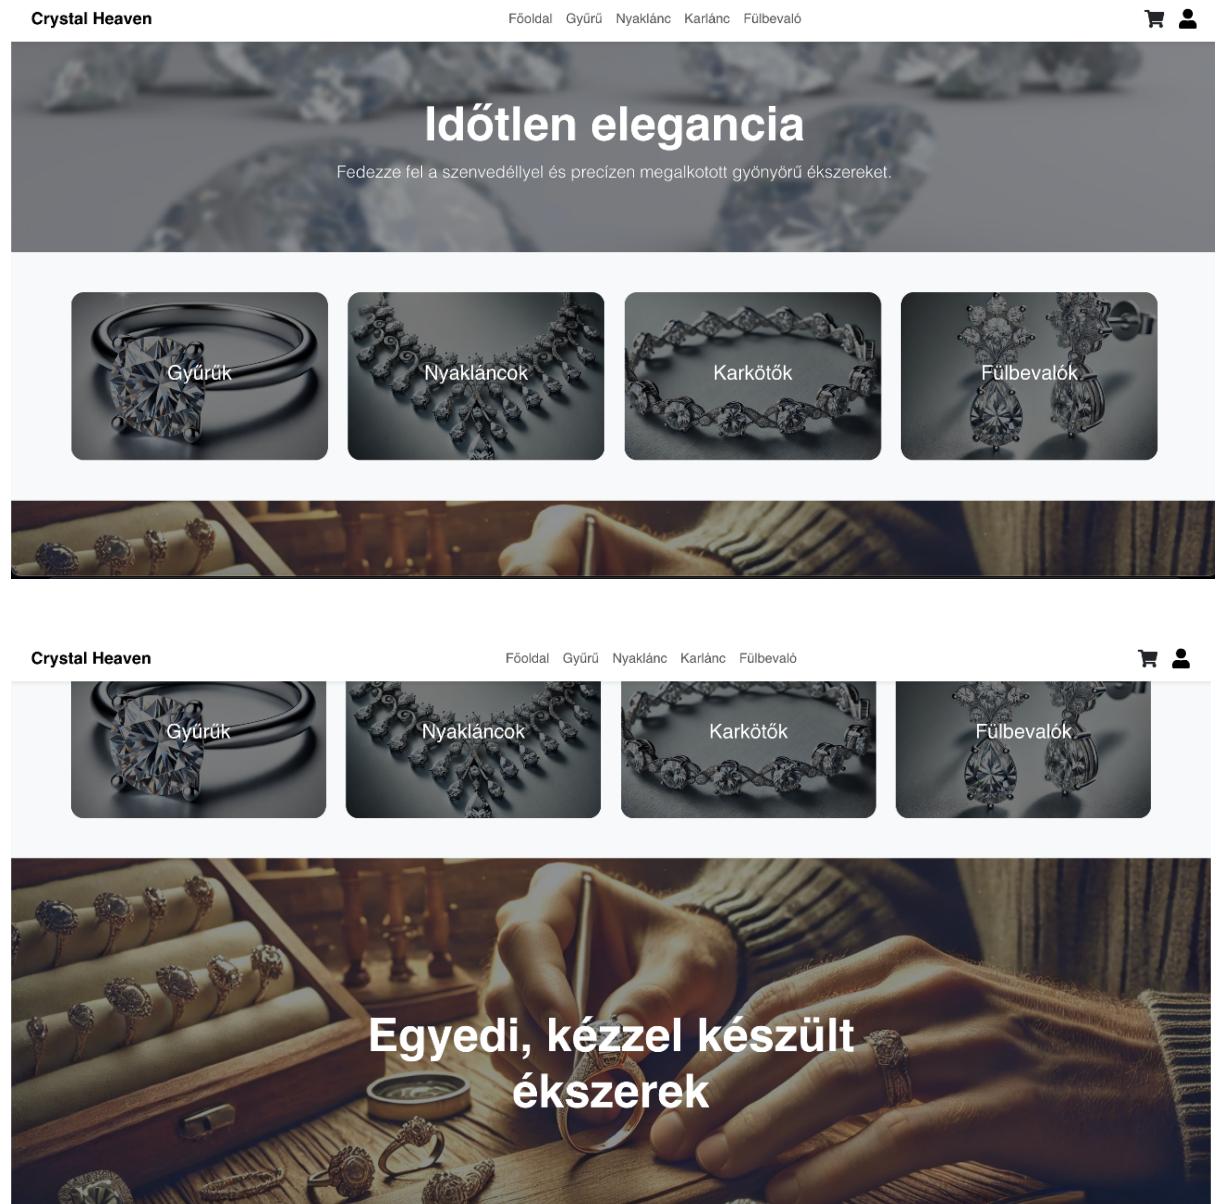 Crystal Heaven
Főoldal Gyűrű Nyaklánc Karlánc Fülbevaló
Időtlen elegancia
Fedezze fel a szenvedéllyel és precízen megalkotott gyönyörű ékszereket.
Gyűrűk Nyakláncok Karkötők Fülbevalók
Crystal Heaven
Főoldal Gyűrű Nyaklánc Karlánc Fülbevaló
Gyűrűk Nyakláncok Karkötők Fülbevalók
Egyedi, kézzel készült
ékszerek